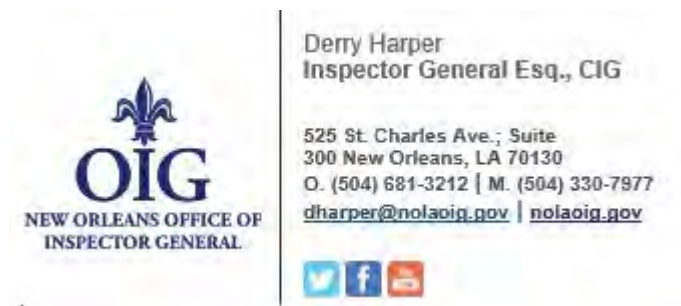 OIG
NEW ORLEANS OFFICE OF
INSPECTOR GENERAL
Derry Harper
Inspector General Esq., CIG
525 St. Charles Ave.; Suite
300 New Orleans, LA 70130
O. (504) 681-3212 | M. (504) 330-7977
dharper@nolaoig.gov | nolaoig.gov